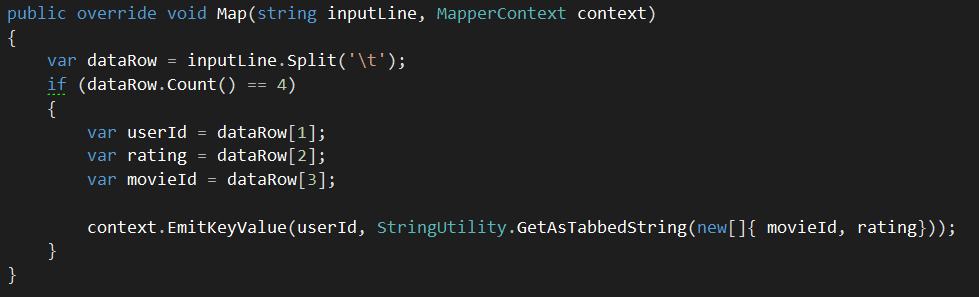 public override void Map(string inputLine, MapperContext context)
{
    var dataRow = inputLine.Split('\t');
    if (dataRow.Count() == 4)
    {
        var userId = dataRow[1];
        var rating = dataRow[2];
        var movieId = dataRow[3];

        context.EmitKeyValue(userId, StringUtility.GetAsTabbedString(new[]{ movieId, rating}));
    }
}